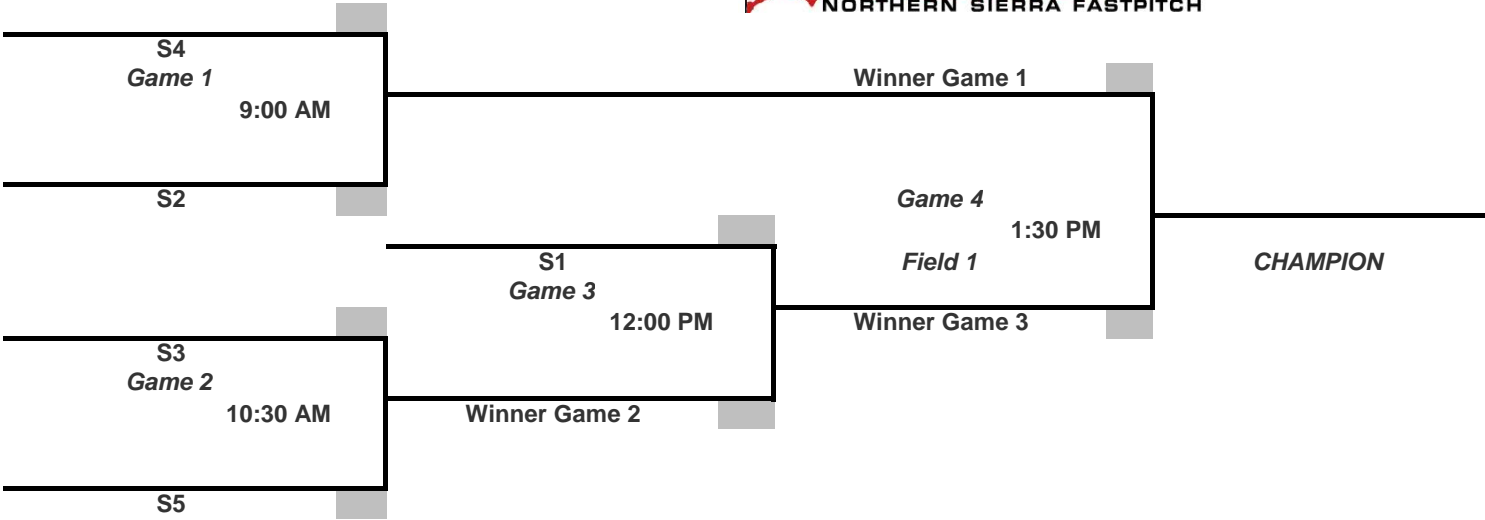 NORTHERN SIERRA FASTPITCH
S4
Game 1
9:00 AM
S2
Winner Game 1
Game 4
1:30 PM
Field 1
CHAMPION
S1
Game 3
12:00 PM
Winner Game 3
S3
Game 2
10:30 AM
Winner Game 2
S5